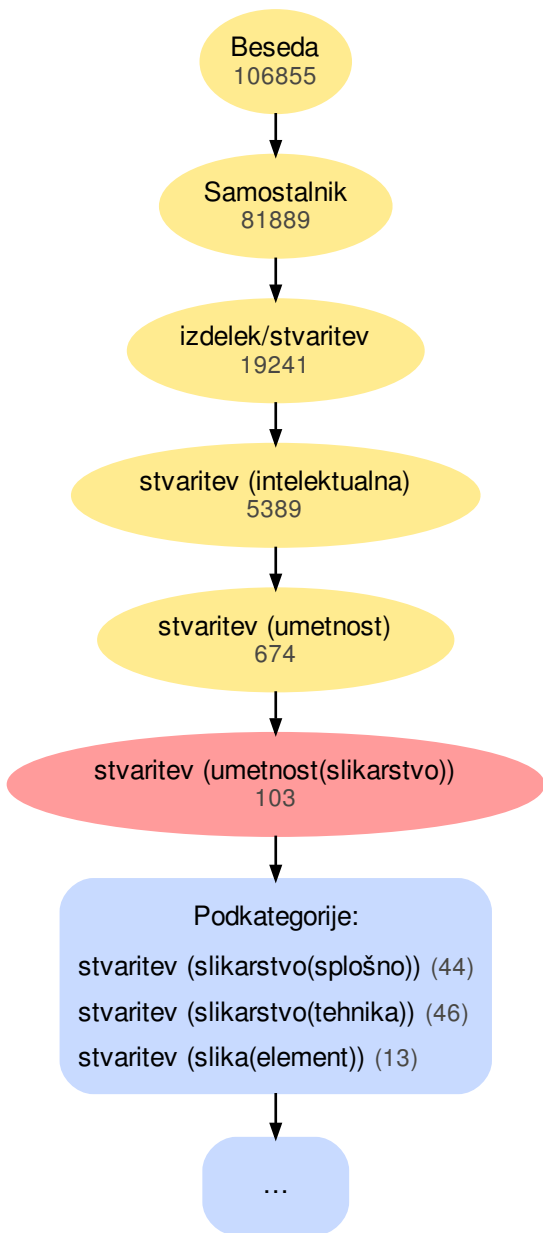 Beseda
106855
Samostalnik
81889
izdelek/stvaritev
19241
stvaritev (intelektualna)
5389
stvaritev (umetnost)
674
stvaritev (umetnost(slikarstvo))
103
Podkategorije:
stvaritev (slikarstvo(splošno)) (44)
stvaritev (slikarstvo(tehnika)) (46)
stvaritev (slika(element)) (13)
...